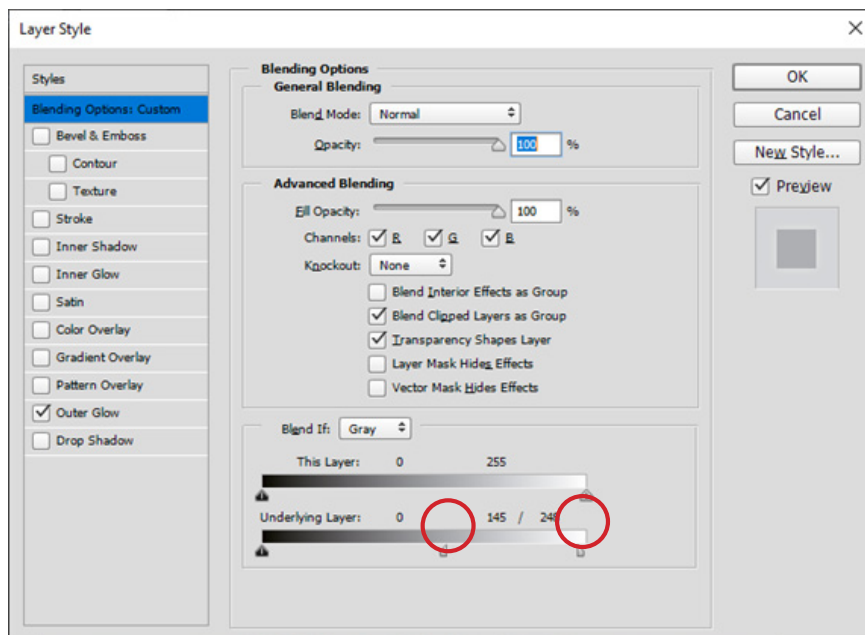 Layer Style
Styles
Blending Options: Custom
Bevel & Emboss
Contour
Texture
Stroke
Inner Shadow
Inner Glow
Satin
Color Overlay
Gradient Overlay
Pattern Overlay
Outer Glow
Drop Shadow
Blending Options
General Blending
Blend Mode: Normal
Opacity: 100 %
Advanced Blending
Fill Opacity: 100 %
Channels: R G B
Knockout: None
Blend Interior Effects as Group
Blend Clipped Layers as Group
Transparency Shapes Layer
Layer Mask Hides Effects
Vector Mask Hides Effects
Blend If: Gray
This Layer: 0 255
Underlying Layer: 0 145 /
OK
Cancel
New Style...
Preview